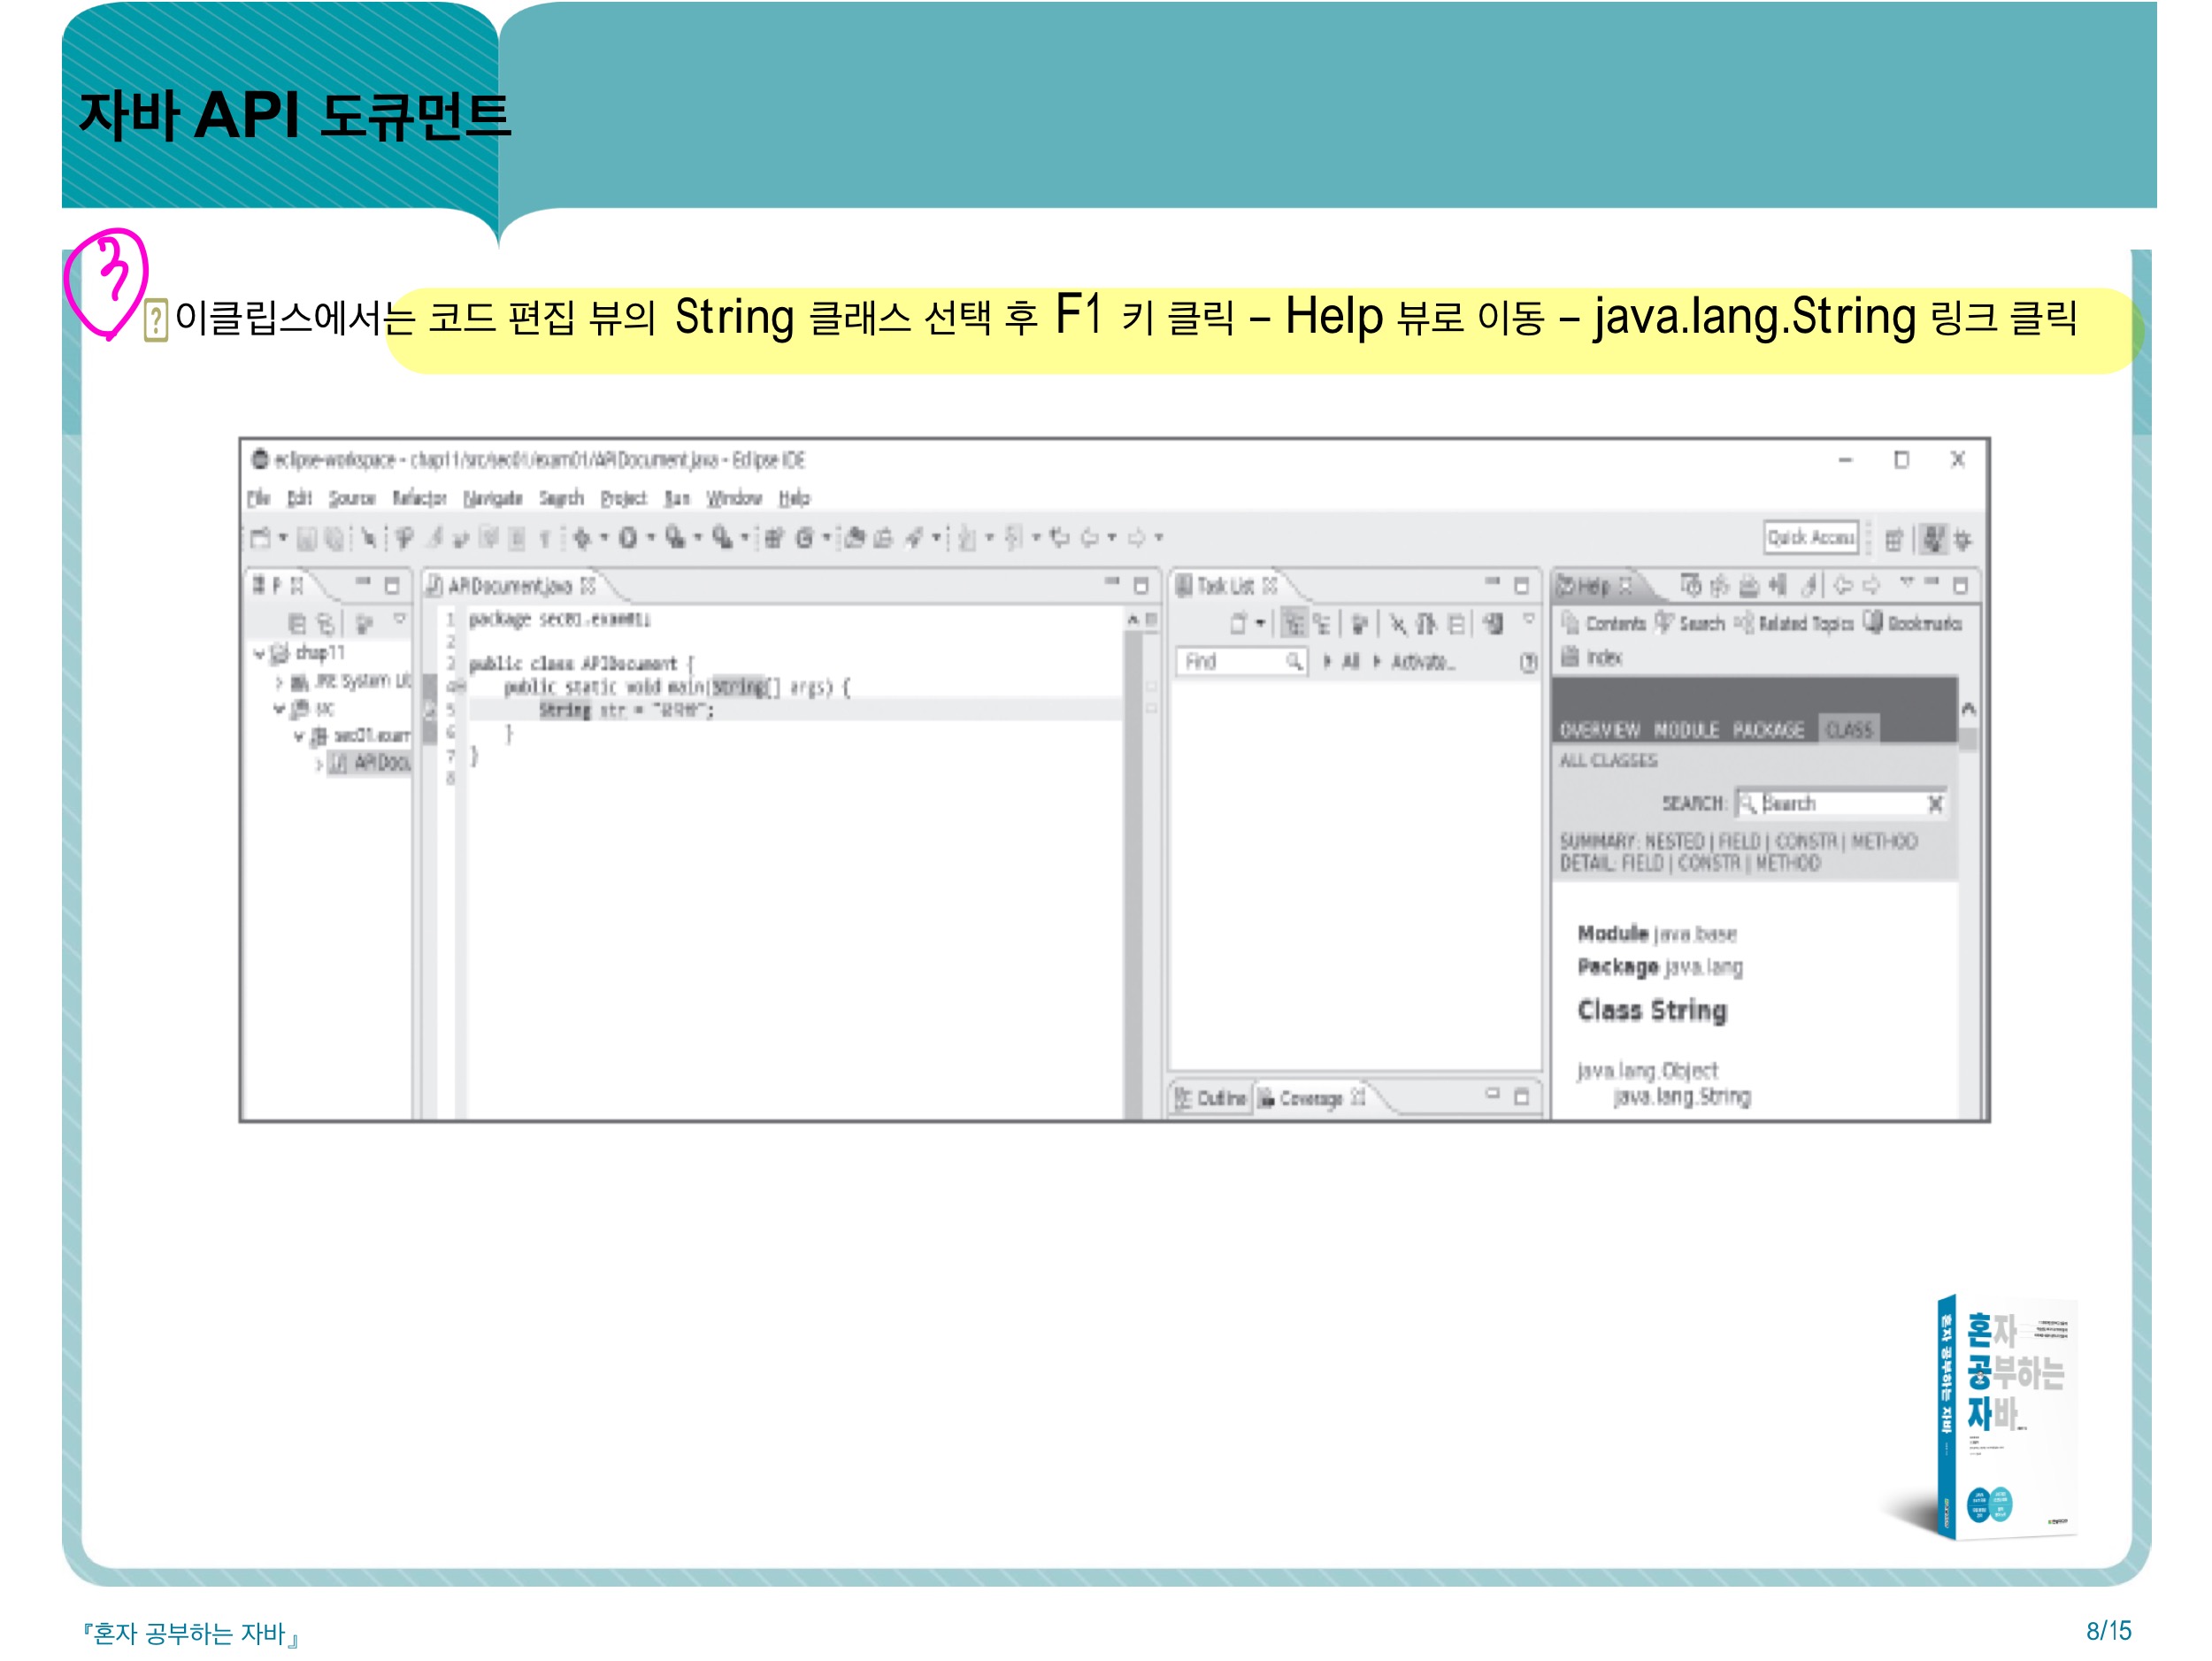 자바 API 도큐먼트
3
이클립스에서는 코드 편집 뷰의 String 클래스 선택 후 F1 키 클릭 – Help 뷰로 이동 – java.lang.String 링크 클릭
eclipse-workspace - chap11/src/sec01/exam01/APIDocument.java - Eclipse IDE
File Edit Source Refactor Navigate Search Project Run Window Help
Quick Access
P
APIDocument.java
Task List
Help
1 package sec01.exam01;
2
3 public class APIDocument {
4 public static void main(String[] args) {
5 String str =
6 }
7 }
8
chap11
JRE System Lib
src
sec01.exam
APIDocu
Find
All
Activate...
Contents Search Related Topics Bookmarks
Index
OVERVIEW MODULE PACKAGE CLASS
ALL CLASSES
SEARCH: Search
SUMMARY: NESTED | FIELD | CONSTR | METHOD
DETAIL: FIELD | CONSTR | METHOD
Module java.base
Package java.lang
Class String
java.lang.Object
java.lang.String
Outline
Coverage
혼자 공부하는 자바
혼자
공부하는
자바
『혼자 공부하는 자바』
8/15